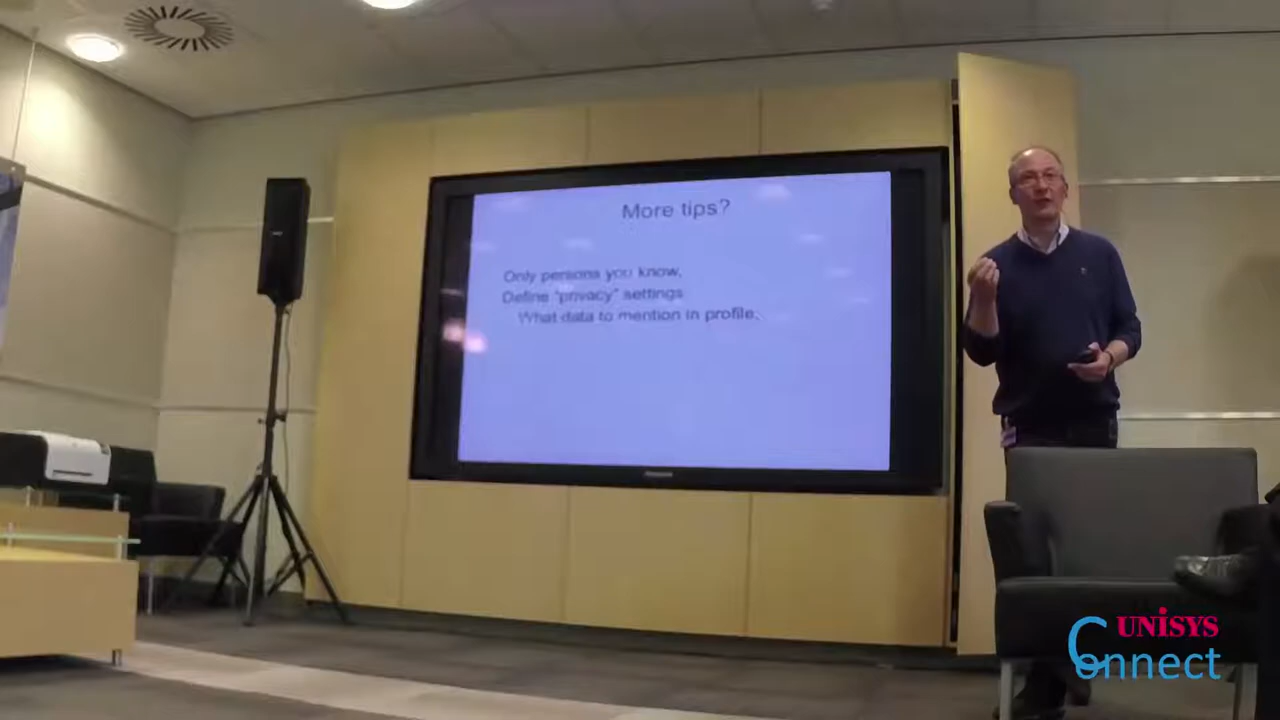 More tips?
Only persons you know,
Define "privacy" settings
What data to mention in profile,
UNISYS
Connect